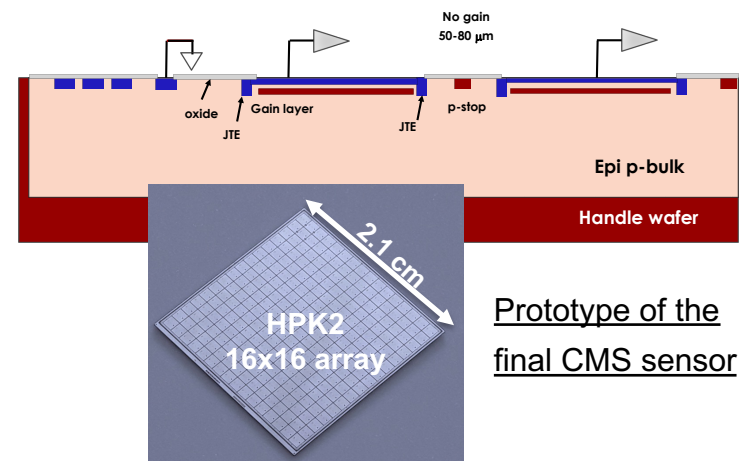 No gain
50-80 μm
oxide
Gain layer
JTE
JTE
p-stop
Epi p-bulk
Handle wafer
2.1 cm
HPK2
16x16 array
Prototype of the
final CMS sensor